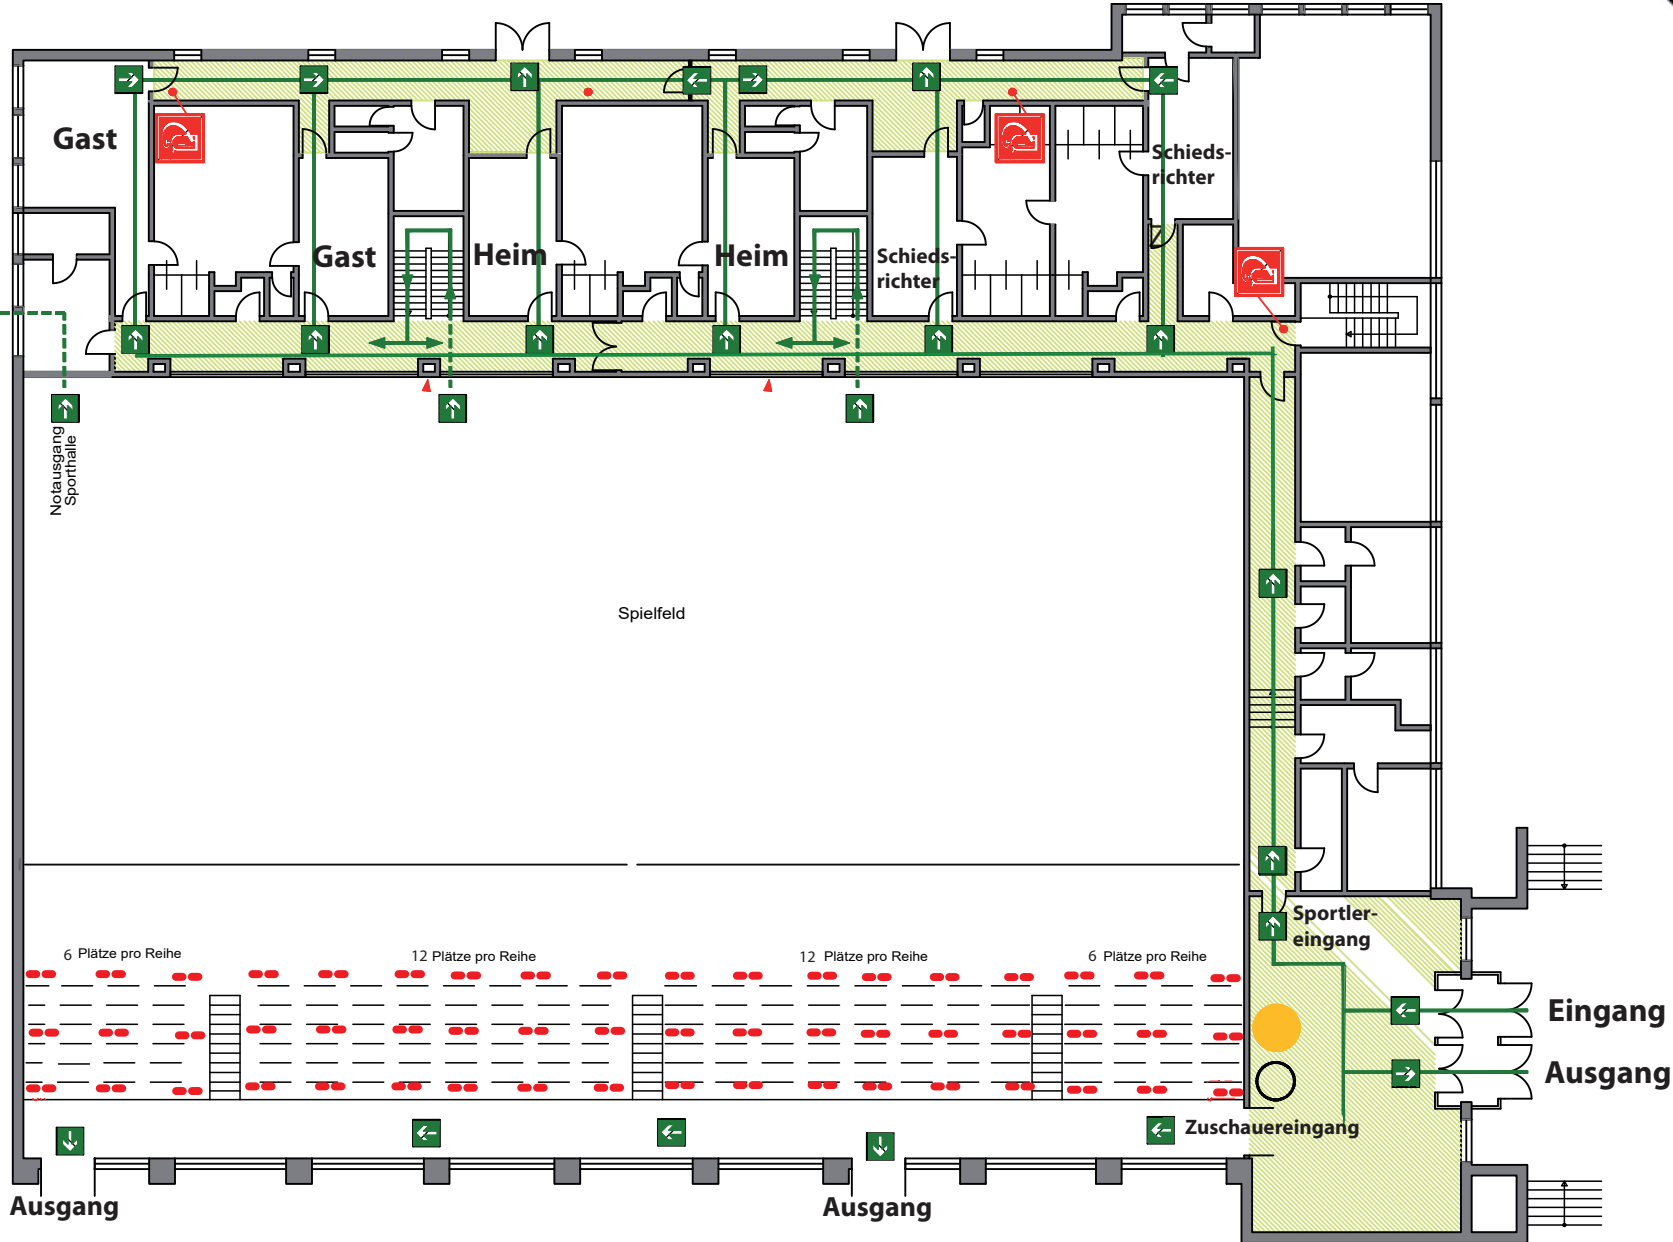 Gast
Schieds-
richter
Gast
Heim
Heim
Schieds-
richter
Notausgang
Sporthalle
Spielfeld
Sportler-
eingang
6 Plätze pro Reihe
12 Plätze pro Reihe
12 Plätze pro Reihe
6 Plätze pro Reihe
Eingang
Ausgang
Zuschauereingang
Ausgang
Ausgang